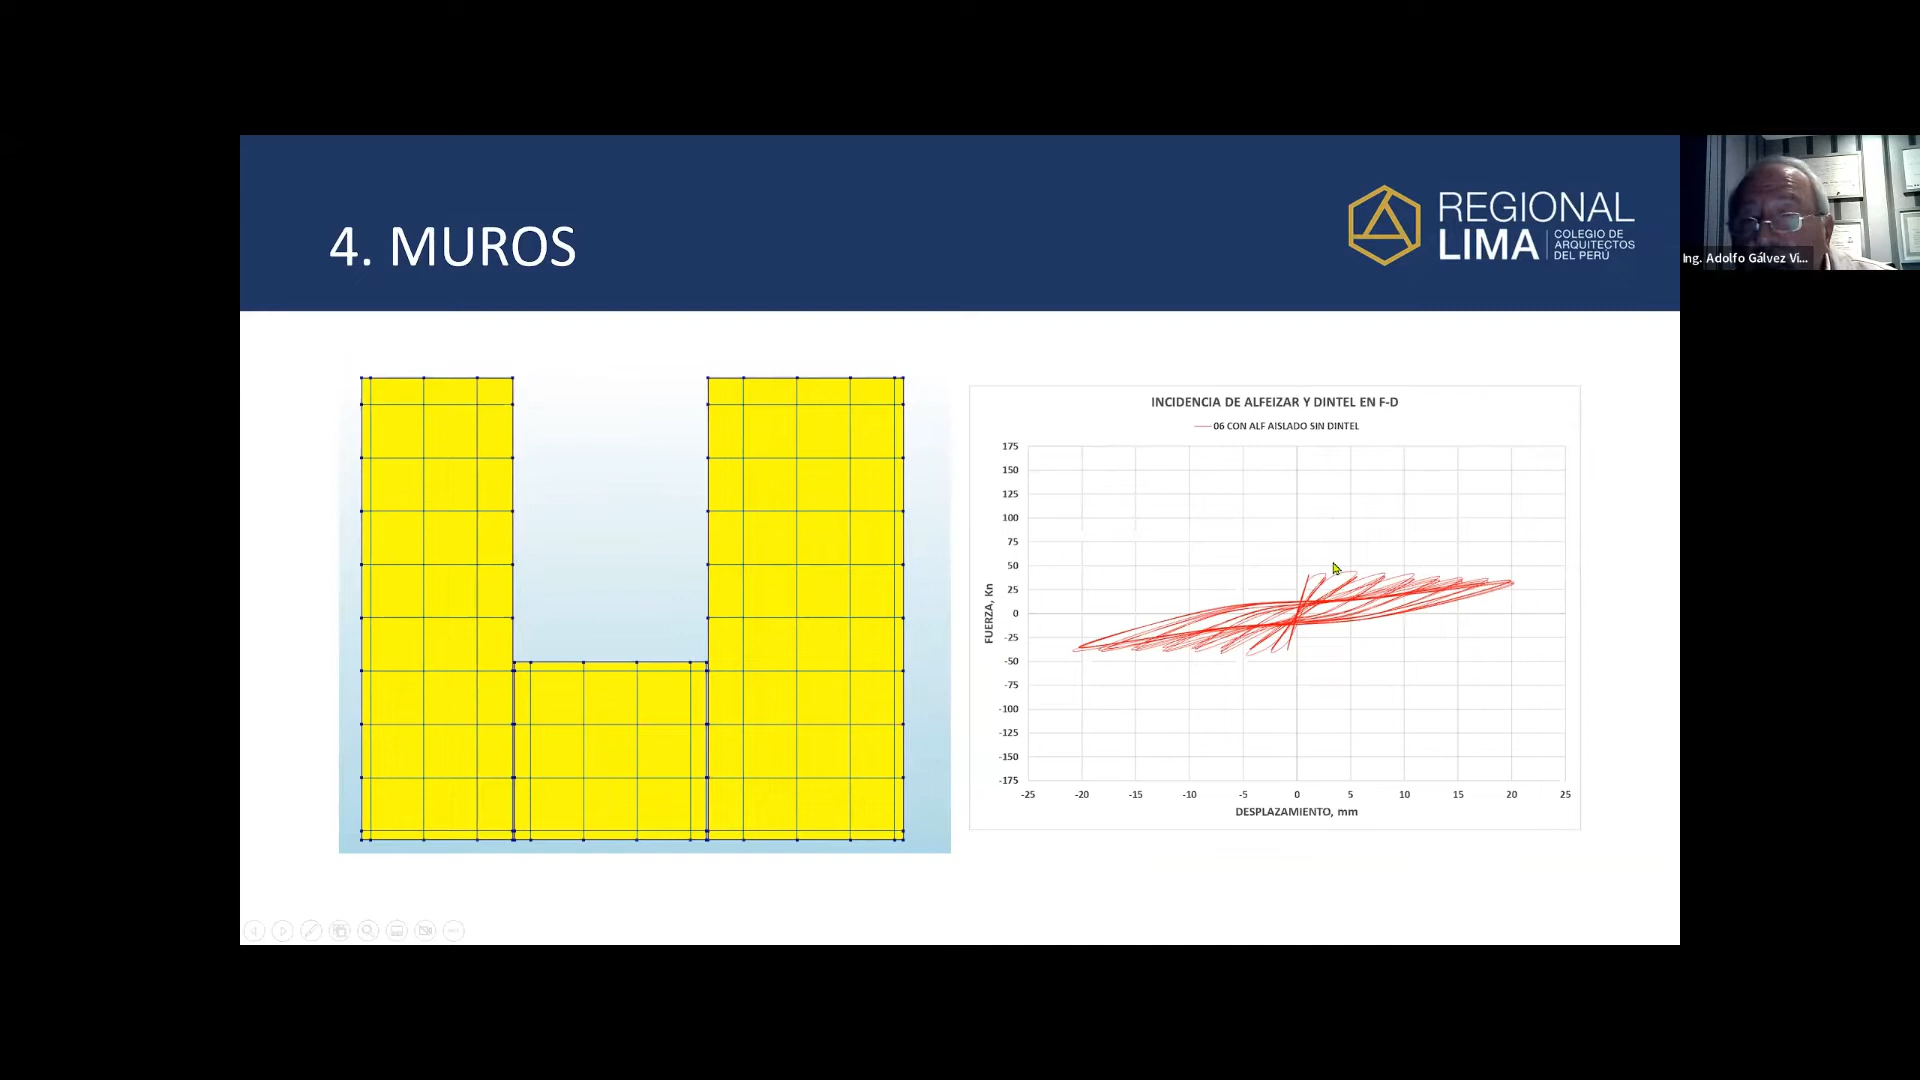 4. MUROS
REGIONAL
LIMA
COLEGIO DE
ARQUITECTOS
DEL PERÚ
Ing. Adolfo Gálvez Vi...
INCIDENCIA DE ALFEIZAR Y DINTEL EN F-D
06 CON ALF AISLADO SIN DINTEL
175
150
125
100
75
50
25
0
-25
-50
-75
-100
-125
-150
-175
FUERZA, Kn
-25 -20 -15 -10 -5 0 5 10 15 20 25
DESPLAZAMIENTO, mm